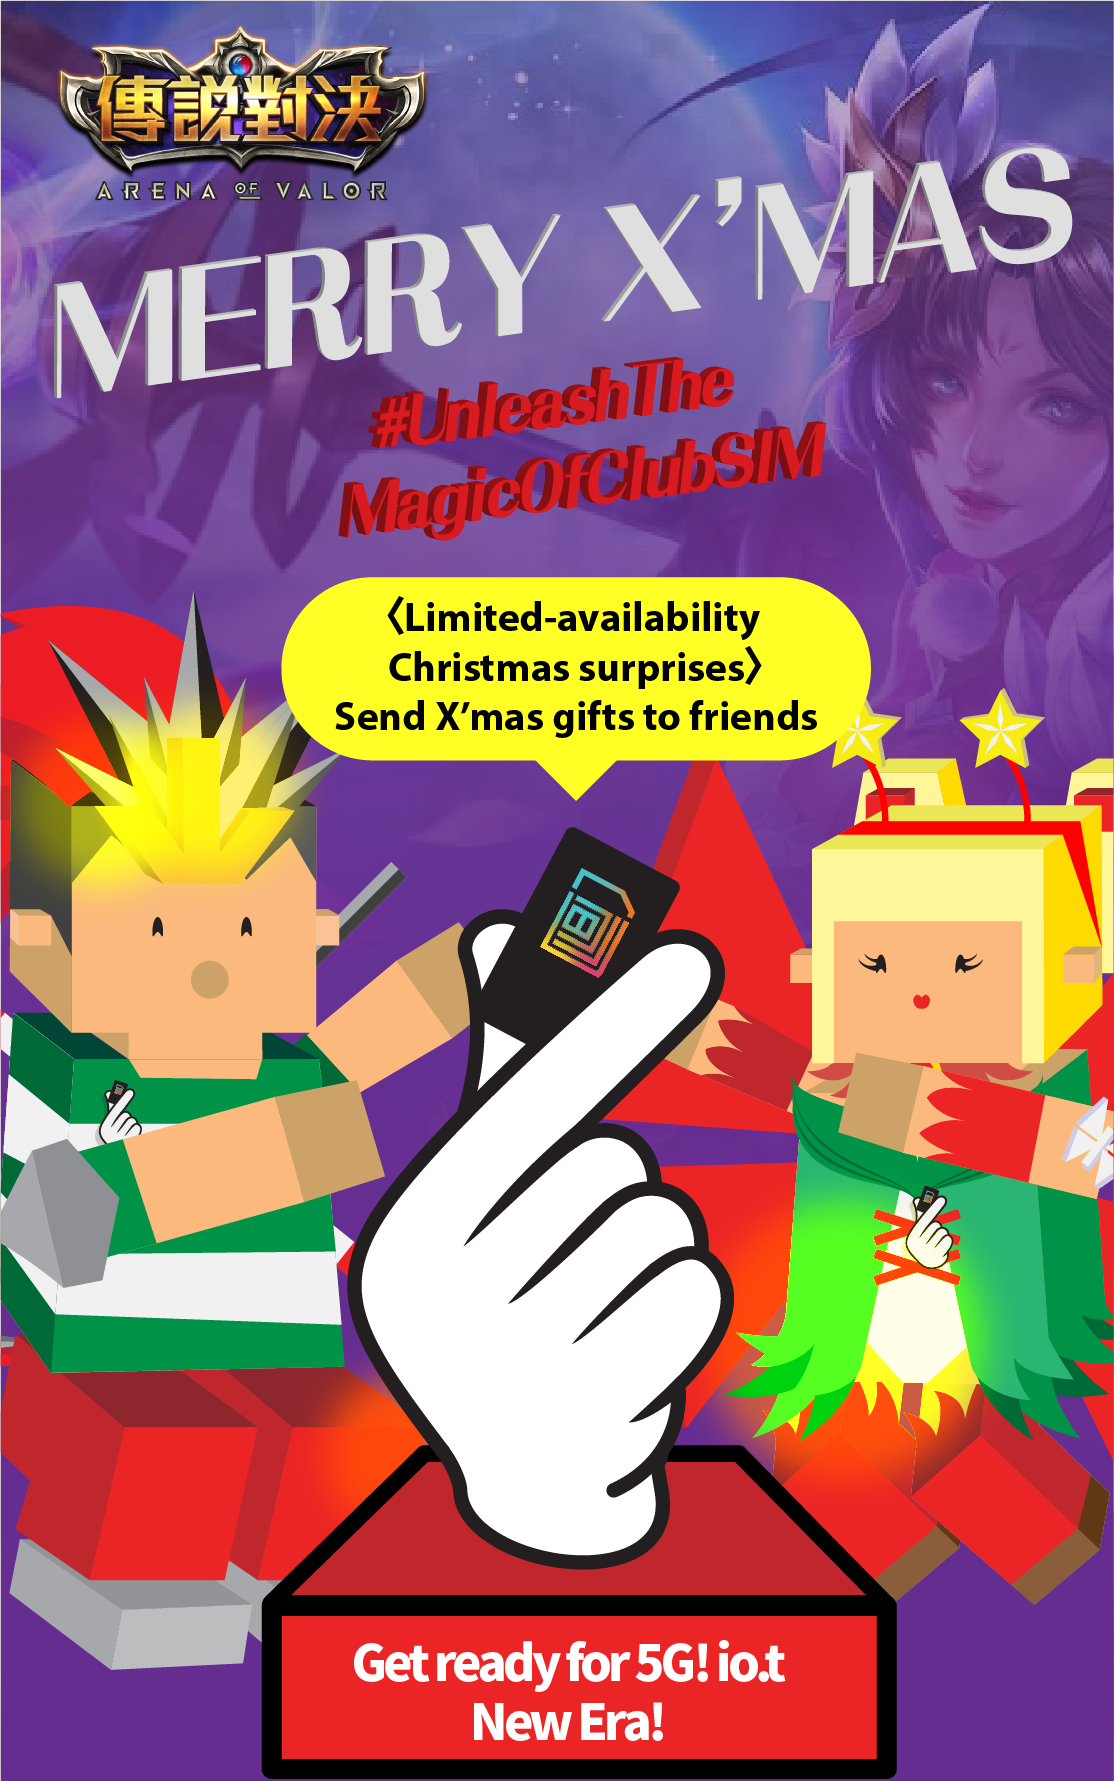 傳說對決
ARENA OF VALOR
MERRY X’MAS
#UnleashThe
MagicOfClubSIM
〈Limited-availability
Christmas surprises〉
Send X’mas gifts to friends
Get ready for 5G! io.t
New Era!